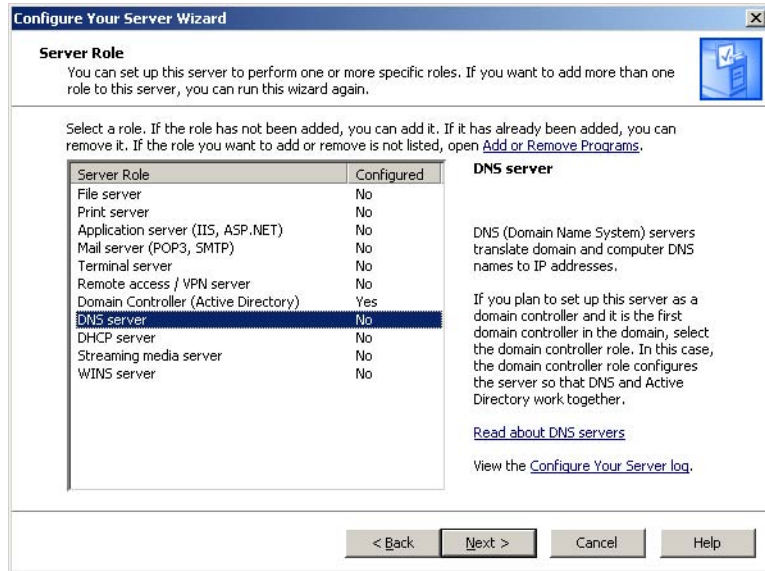 Configure Your Server Wizard
Server Role
You can set up this server to perform one or more specific roles. If you want to add more than one
role to this server, you can run this wizard again.
Select a role. If the role has not been added, you can add it. If it has already been added, you can
remove it. If the role you want to add or remove is not listed, open Add or Remove Programs.
Server Role Configured
File server No
Print server No
Application server (IIS, ASP.NET) No
Mail server (POP3, SMTP) No
Terminal server No
Remote access / VPN server No
Domain Controller (Active Directory) Yes
DNS server No
DHCP server No
Streaming media server No
WINS server No
DNS server
DNS (Domain Name System) servers
translate domain and computer DNS
names to IP addresses.
If you plan to set up this server as a
domain controller and it is the first
domain controller in the domain, select
the domain controller role. In this case,
the domain controller role configures
the server so that DNS and Active
Directory work together.
Read about DNS servers
View the Configure Your Server log.
< Back Next > Cancel Help